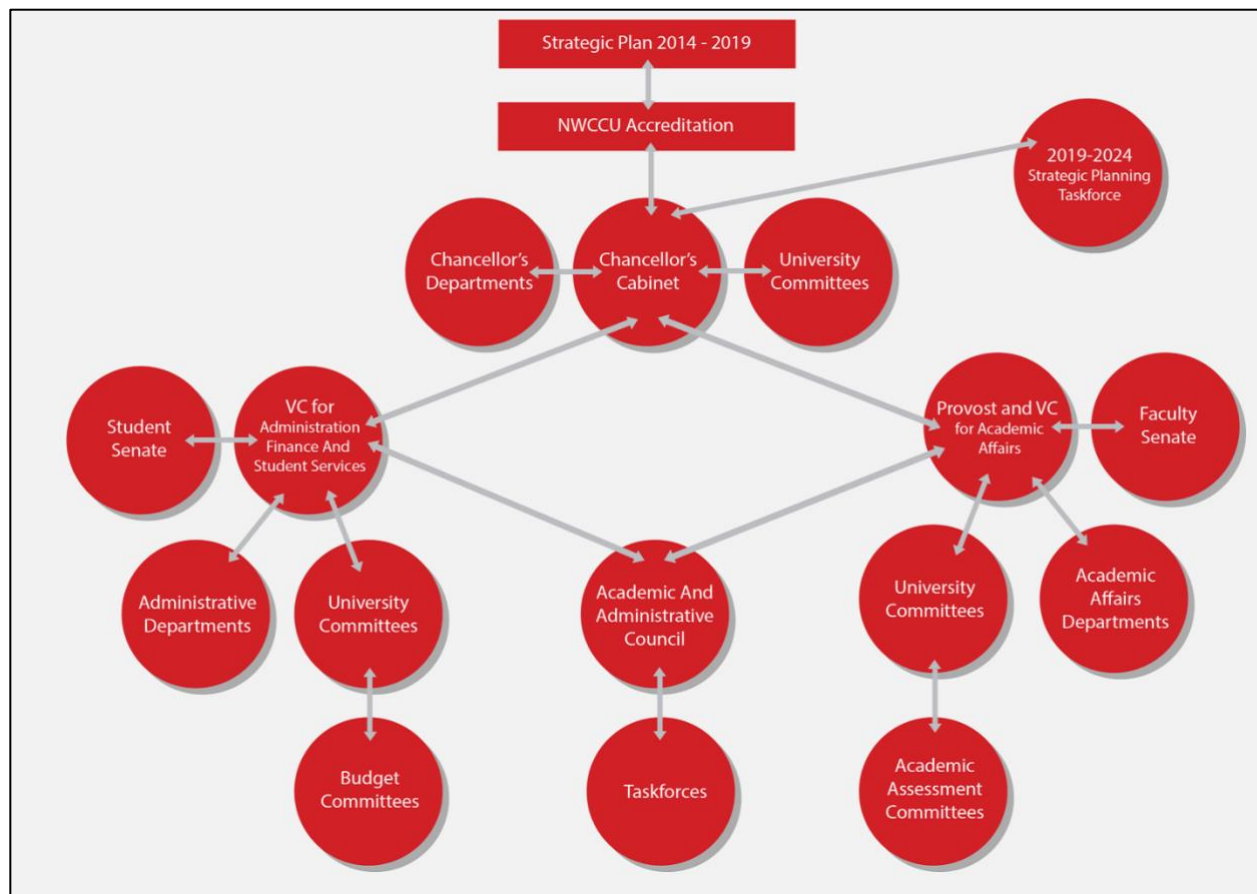 Strategic Plan 2014 - 2019
NWCCU Accreditation
2019-2024
Strategic Planning
Taskforce
Chancellor's
Departments
Chancellor's
Cabinet
University
Committees
Student
Senate
VC for
Administration
Finance And
Student Services
Provost and VC
for Academic
Affairs
Faculty
Senate
Administrative
Departments
University
Committees
Academic And
Administrative
Council
University
Committees
Academic
Affairs
Departments
Budget
Committees
Taskforces
Academic
Assessment
Committees